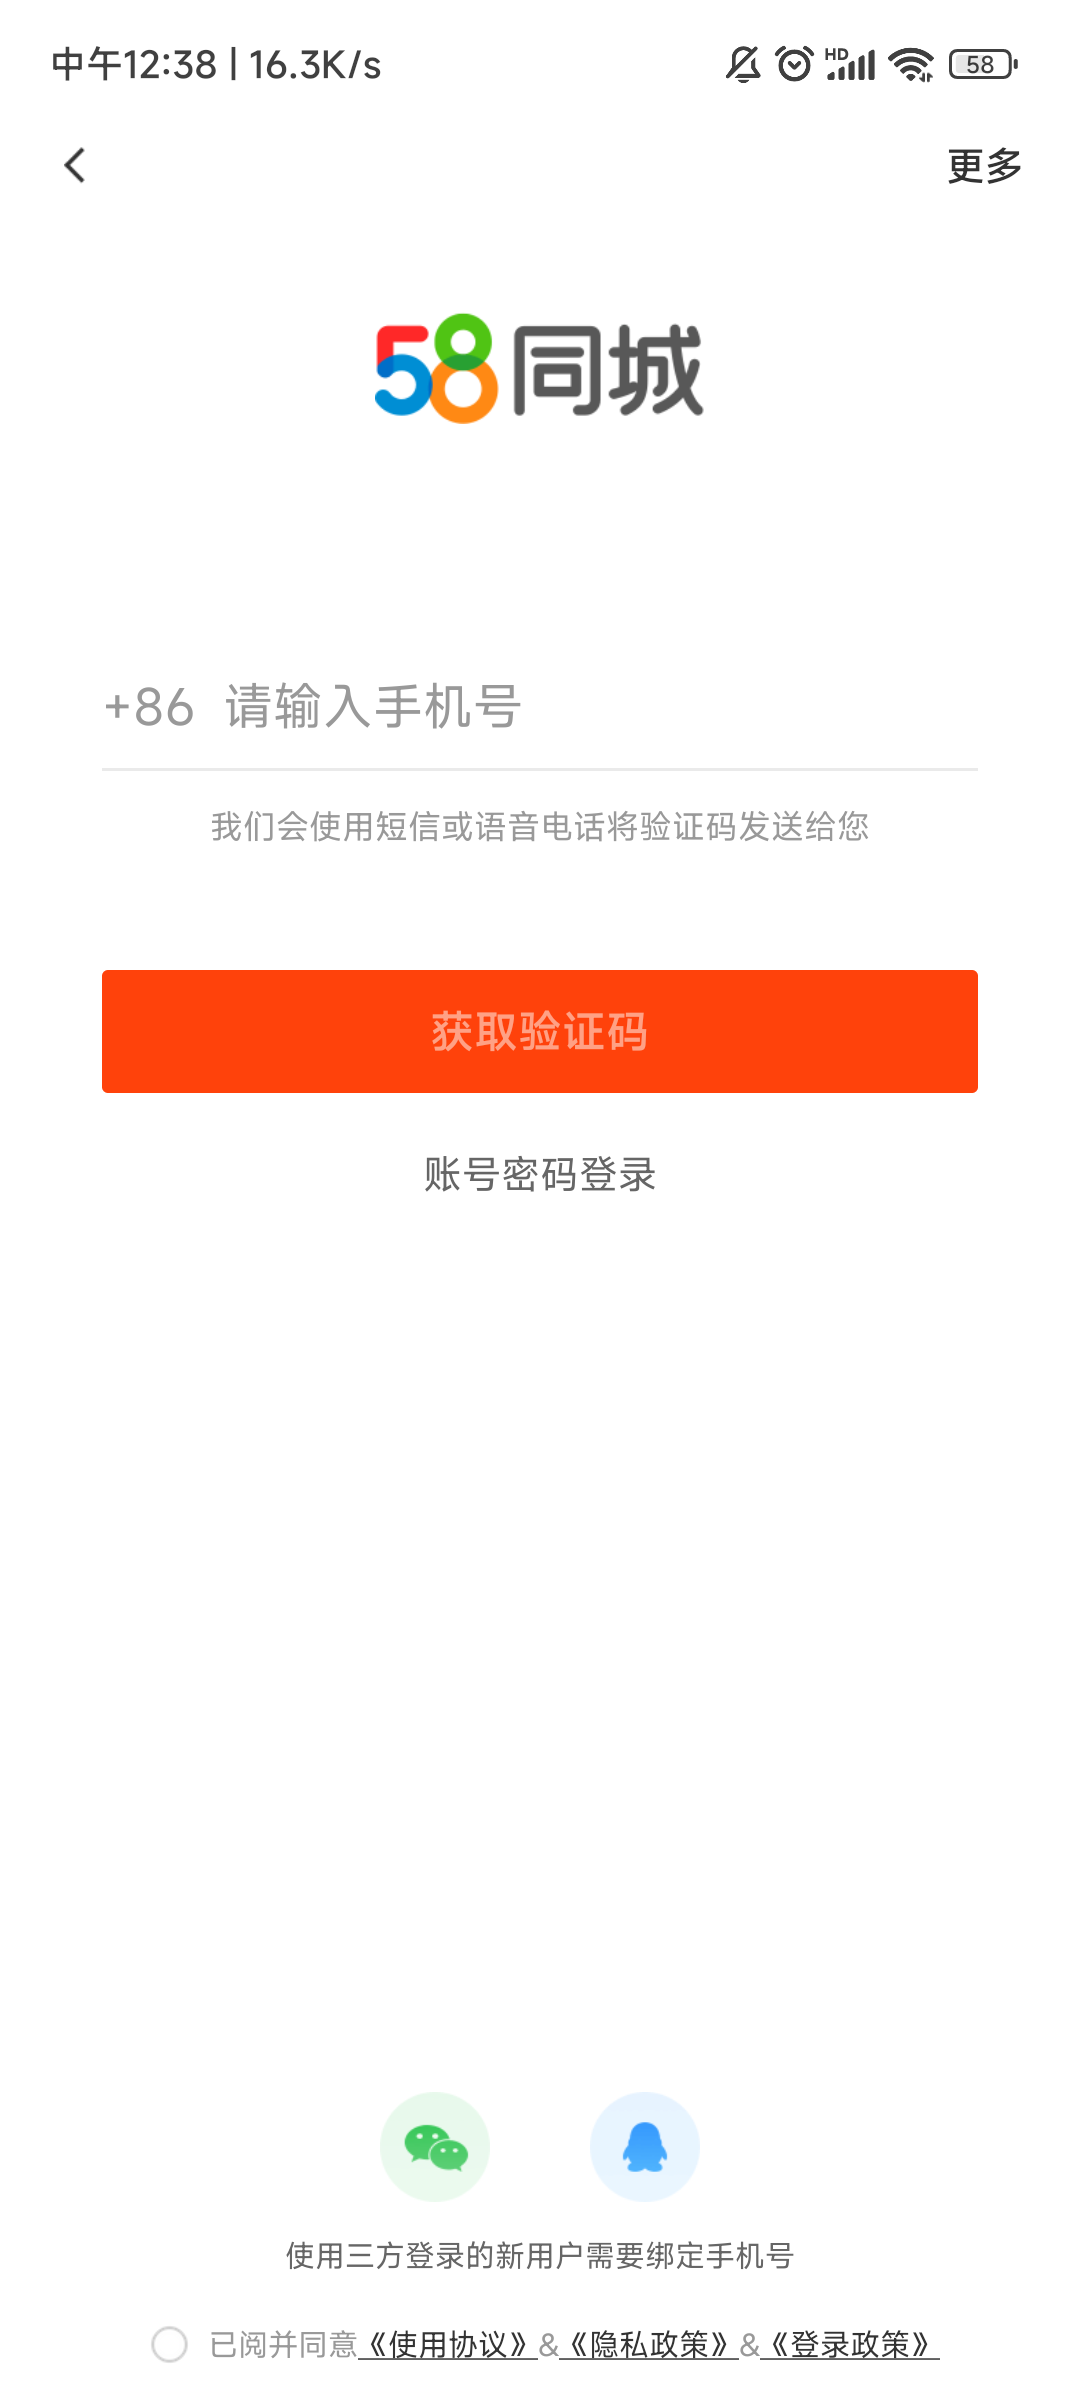 中午12:38 | 16.3K/s
HD
58
更多
58同城
+86 请输入手机号
我们会使用短信或语音电话将验证码发送给您
获取验证码
账号密码登录
使用三方登录的新用户需要绑定手机号
已阅并同意《使用协议》&《隐私政策》&《登录政策》